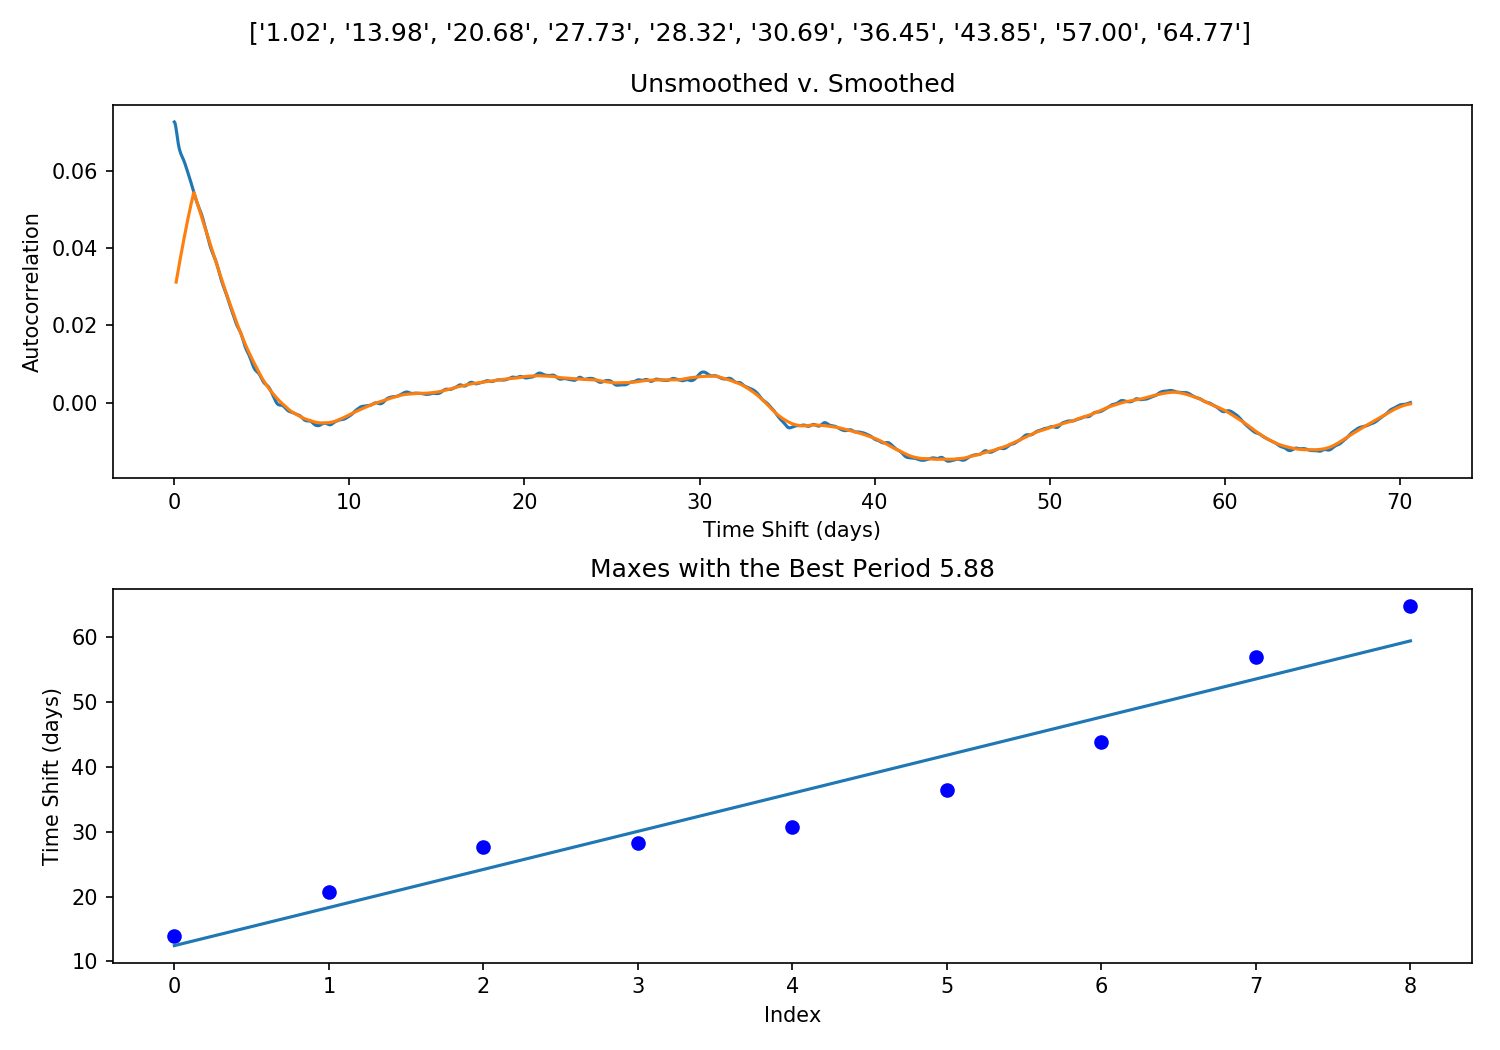 ['1.02', '13.98', '20.68', '27.73', '28.32', '30.69', '36.45', '43.85', '57.00', '64.77']
Unsmoothed v. Smoothed
Autocorrelation
0.06
0.04
0.02
0.00
0 10 20 30 40 50 60 70
Time Shift (days)
Maxes with the Best Period 5.88
Time Shift (days)
60
50
40
30
20
10
0 1 2 3 4 5 6 7 8
Index